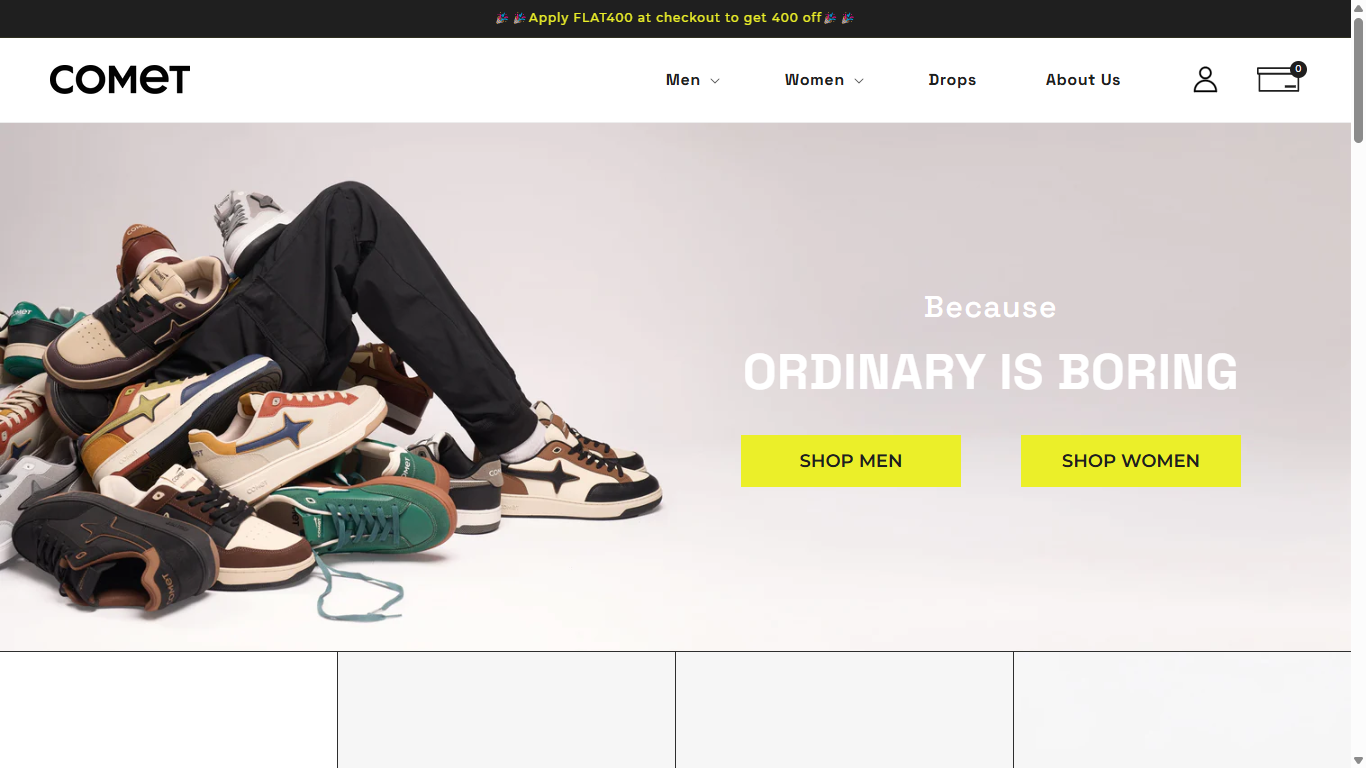 Apply FLAT400 at checkout to get 400 off
COMET
Men
Women
Drops
About Us
0
Because
ORDINARY IS BORING
SHOP MEN
SHOP WOMEN
COMET